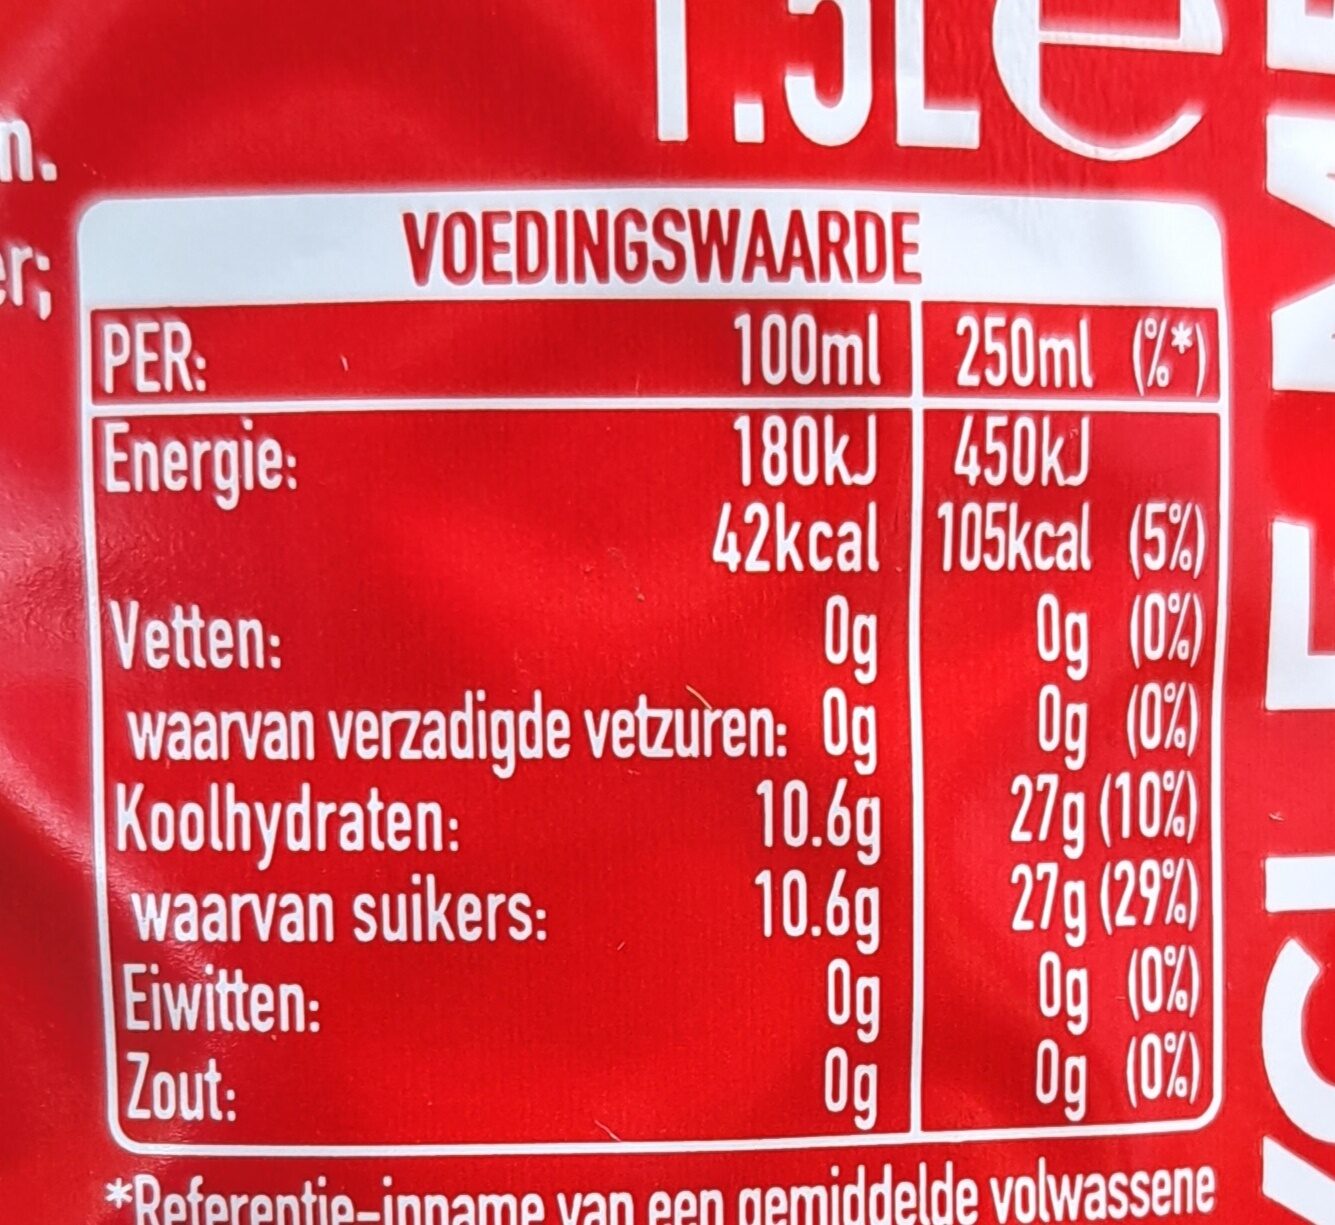 1.5L e
n.
er;
VOEDINGSWAARDE
PER: 100ml 250ml (%*)
Energie: 180kJ 450kJ
42kcal 105kcal (5%)
Vetten: 0g 0g (0%)
waarvan verzadigde vetzuren: 0g 0g (0%)
Koolhydraten: 10.6g 27g (10%)
waarvan suikers: 10.6g 27g (29%)
Eiwitten: 0g 0g (0%)
Zout: 0g 0g (0%)
*Referentie-inname van een gemiddelde volwassene